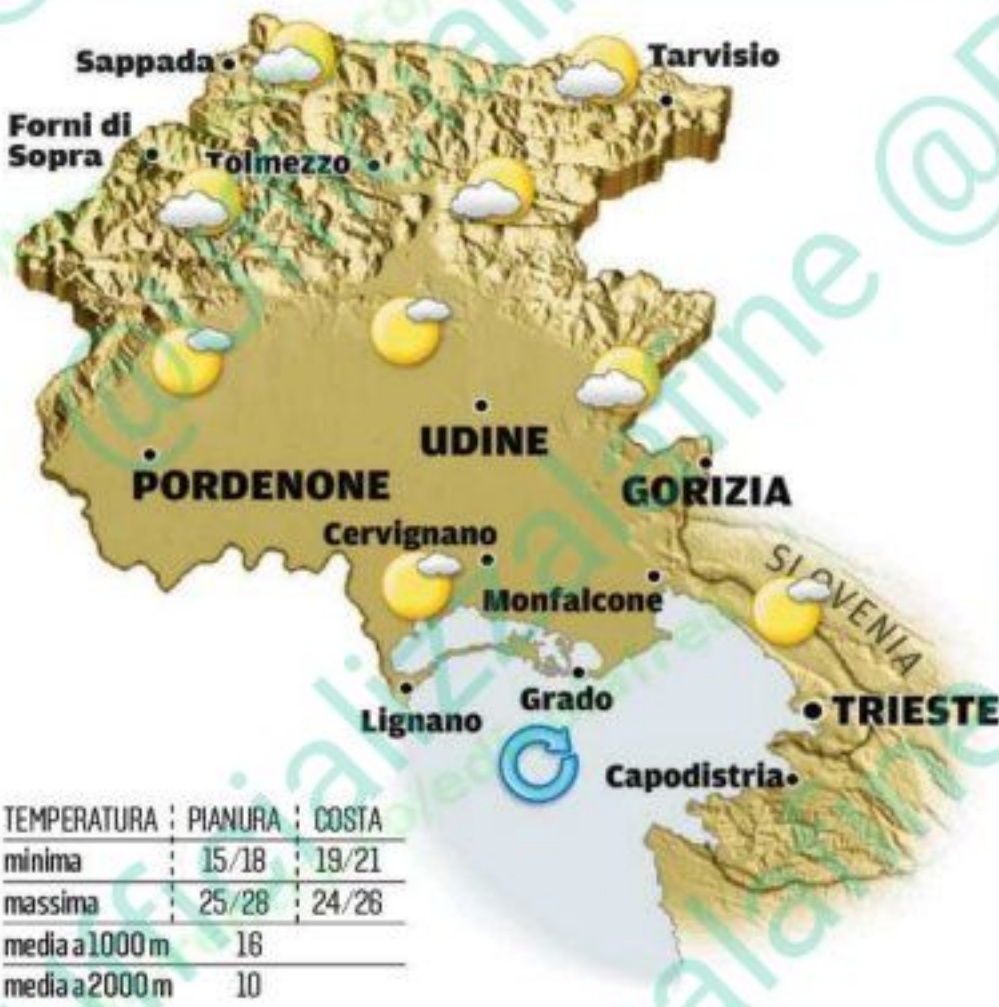 Sappada
Tarvisio
Forni di
Sopra
Tolmezzo
UDINE
PORDENONE
GORIZIA
Cervignano
Monfalcone
SLOVENIA
Grado
Lignano
TRIESTE
Capodistria
TEMPERATURA PIANURA COSTA
minima 15/18 19/21
massima 25/28 24/26
media a 1000 m 16
media a 2000 m 10